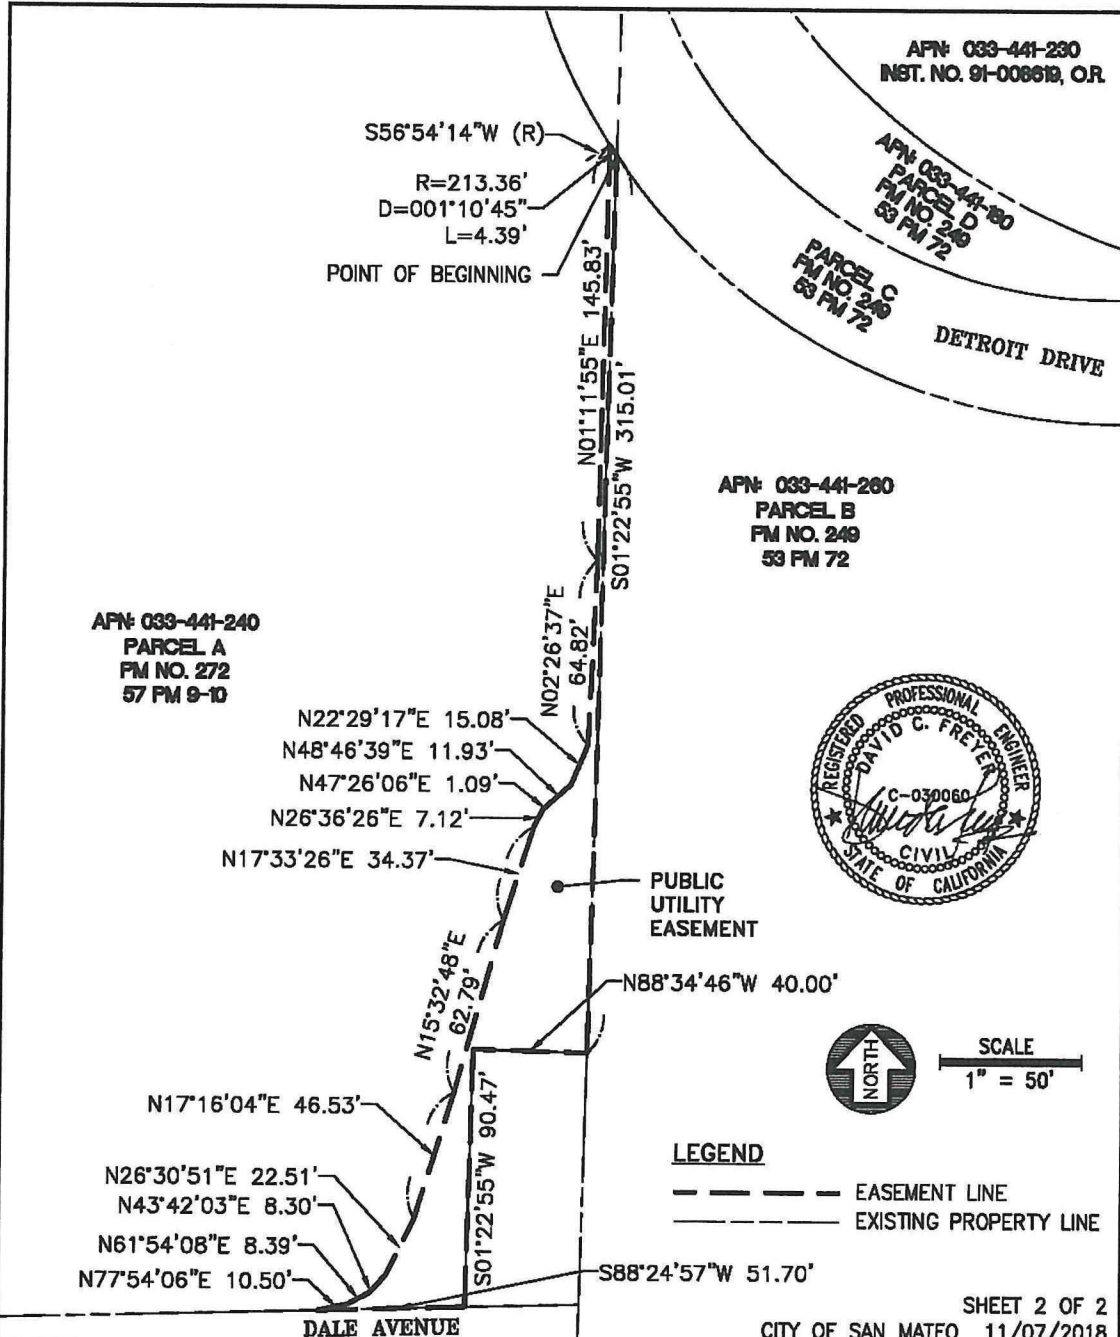 APN: 033-441-230
INST. NO. 91-008619, O.R.
S56°54'14"W (R)
R=213.36'
D=001°10'45"
L=4.39'
POINT OF BEGINNING
APN: 033-441-190
PARCEL D
PM NO. 249
53 PM 72
PARCEL C
PM NO. 249
53 PM 72
DETROIT DRIVE
N01°11'55"E 145.83'
S01°22'55"W 315.01'
APN: 033-441-260
PARCEL B
PM NO. 249
53 PM 72
APN: 033-441-240
PARCEL A
PM NO. 272
57 PM 9-10
N02°26'37"E
64.82'
N22°29'17"E 15.08'
N48°46'39"E 11.93'
N47°26'06"E 1.09'
N26°36'26"E 7.12'
N17°33'26"E 34.37'
REGISTERED PROFESSIONAL ENGINEER
DAVID C. FREYER
C-030060
CIVIL
STATE OF CALIFORNIA
PUBLIC
UTILITY
EASEMENT
N15°32'48"E
62.79'
N88°34'46"W 40.00'
NORTH
SCALE
1" = 50'
N17°16'04"E 46.53'
S01°22'55"W 90.47'
N26°30'51"E 22.51'
N43°42'03"E 8.30'
N61°54'08"E 8.39'
N77°54'06"E 10.50'
LEGEND
EASEMENT LINE
EXISTING PROPERTY LINE
S88°24'57"W 51.70'
DALE AVENUE
SHEET 2 OF 2
CITY OF SAN MATEO 11/07/2018